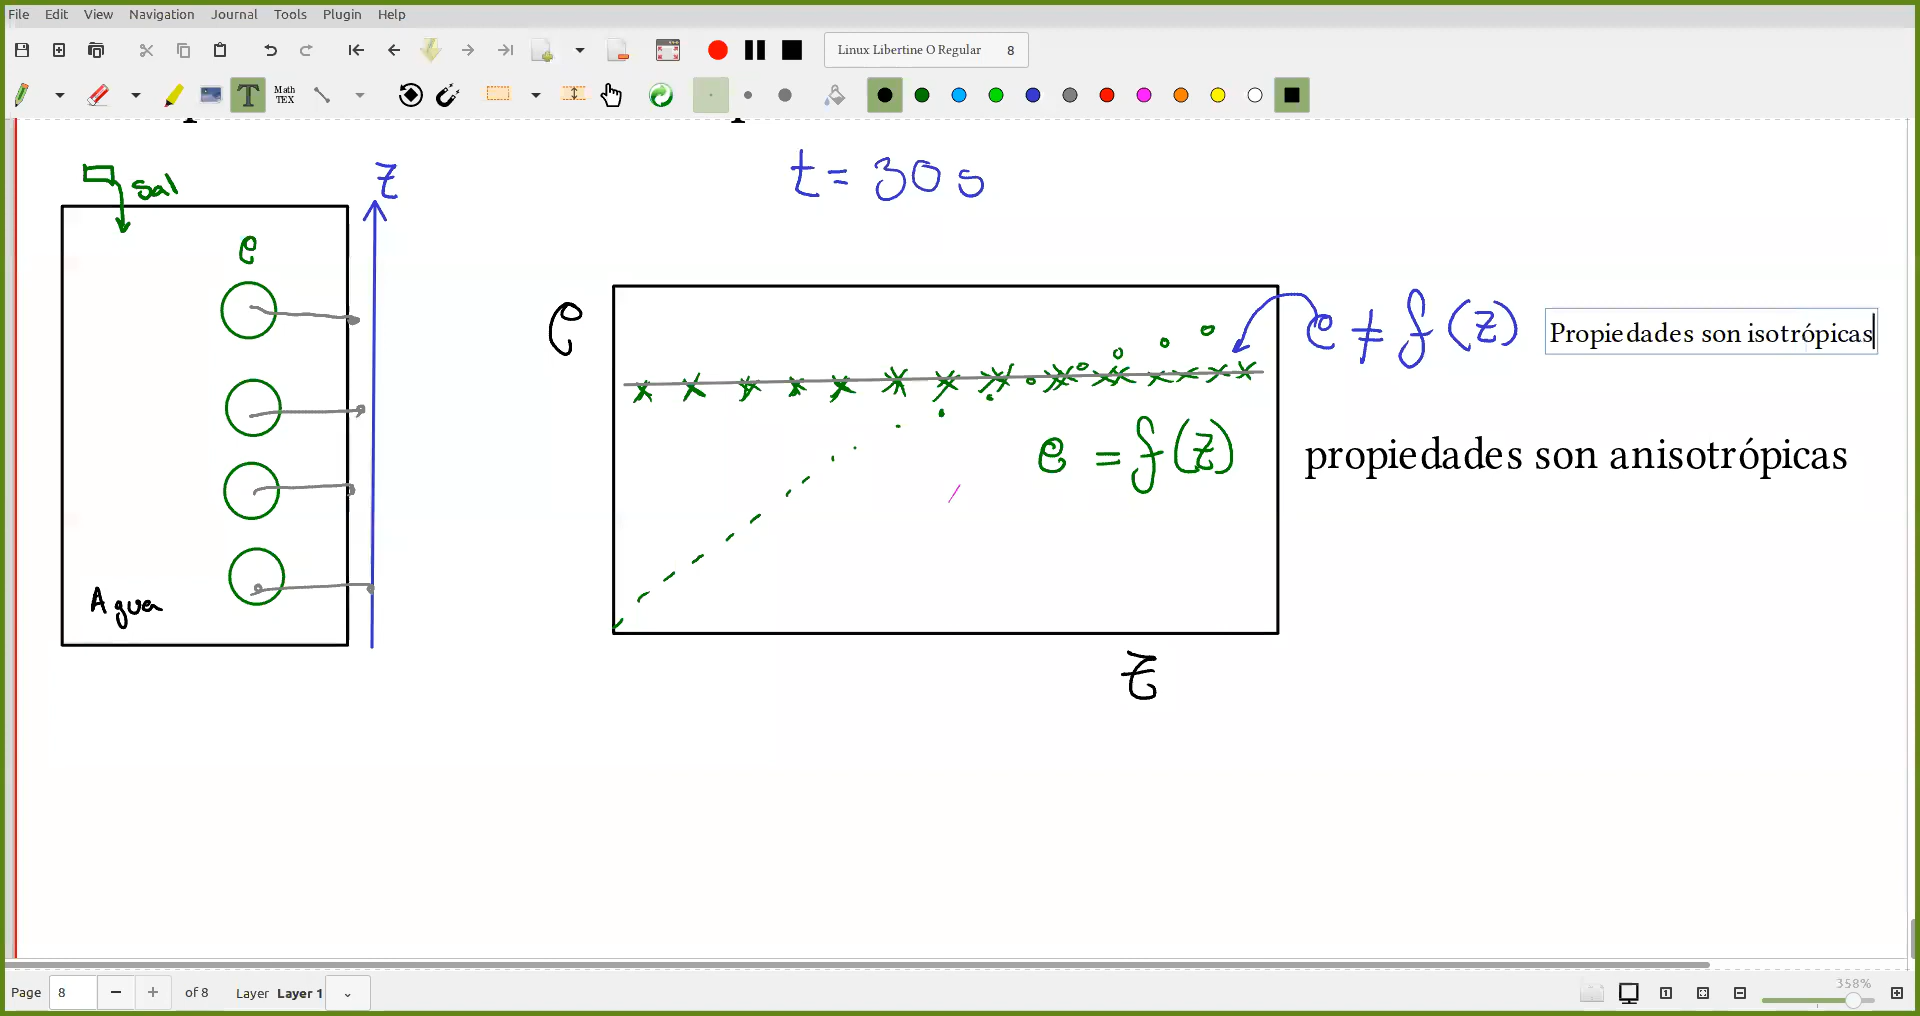 File Edit View Navigation Journal Tools Plugin Help
Linux Libertine O Regular 8
Math TEX
sal
z
t = 30 s
ρ
ρ
ρ ≠ f(z)
Propiedades son isotrópicas
ρ = f(z)
propiedades son anisotrópicas
Agua
z
Page 8 of 8 Layer Layer 1
358%